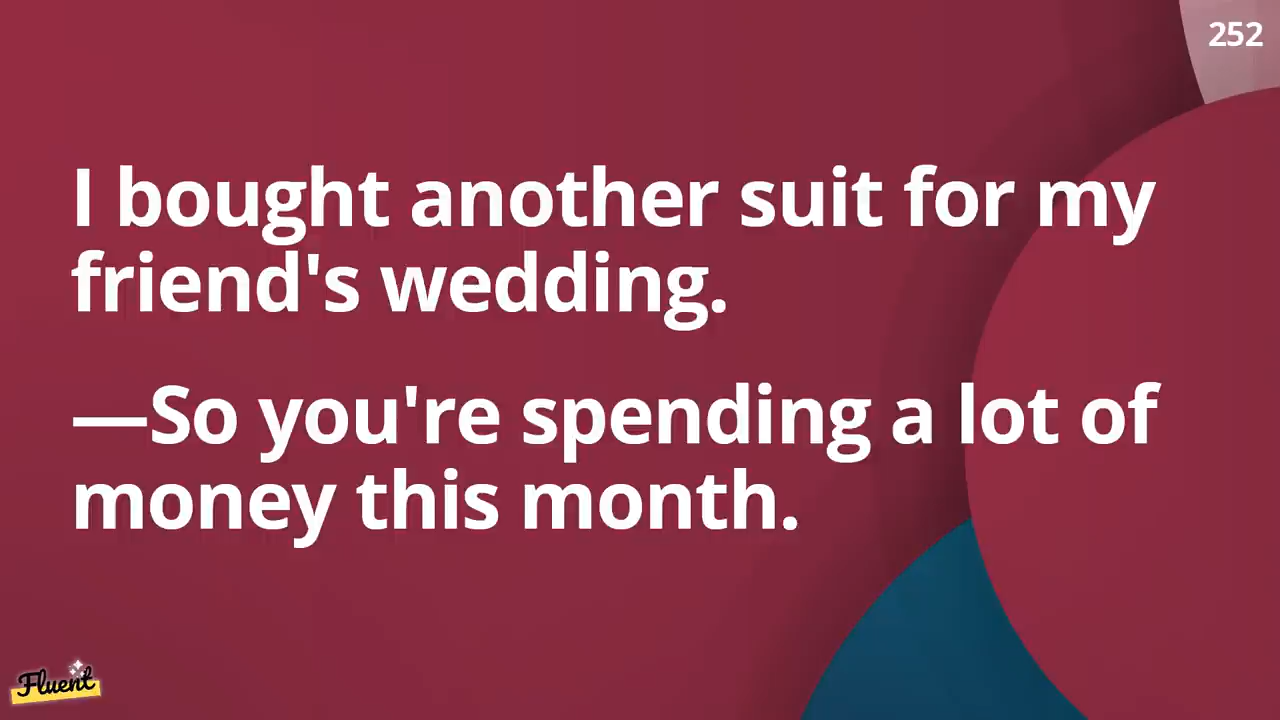 252
I bought another suit for my
friend's wedding.
—So you're spending a lot of
money this month.
Fluent